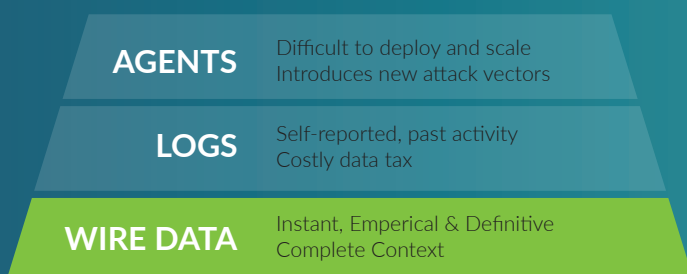 AGENTS
Difficult to deploy and scale
Introduces new attack vectors
LOGS
Self-reported, past activity
Costly data tax
WIRE DATA
Instant, Emperical & Definitive
Complete Context